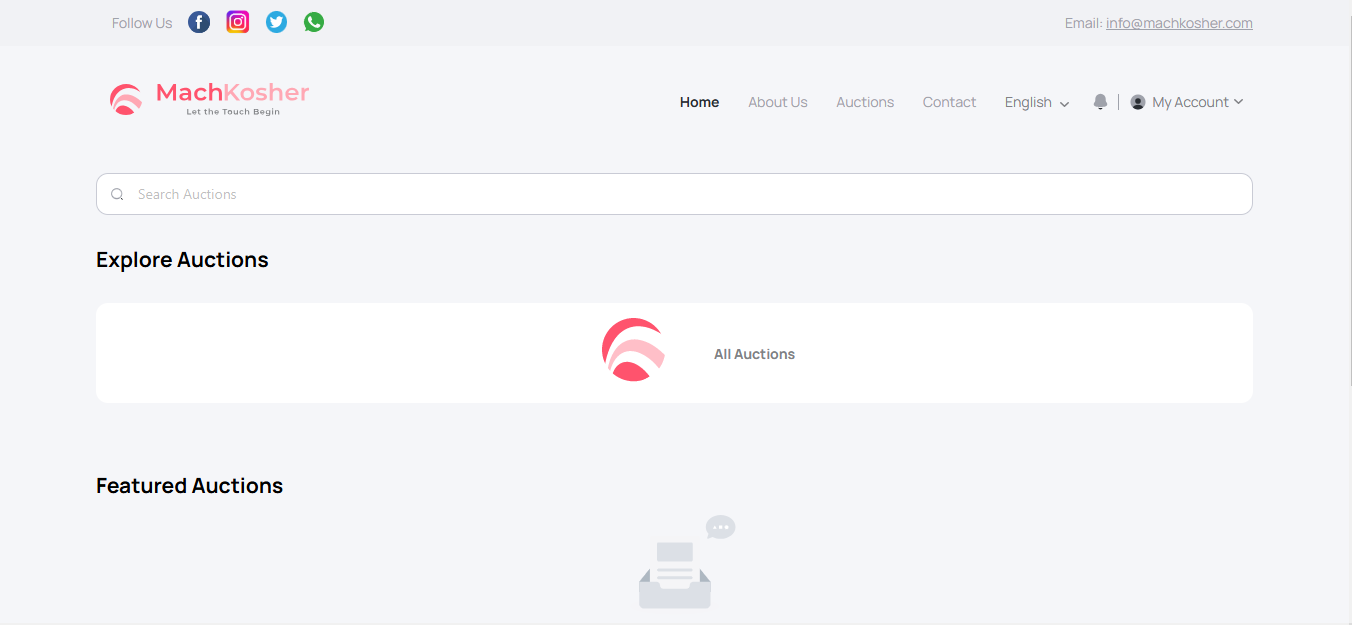 Follow Us
Email: info@machkosher.com
MachKosher
Let the Touch Begin
Home About Us Auctions Contact English My Account
Search Auctions
Explore Auctions
All Auctions
Featured Auctions